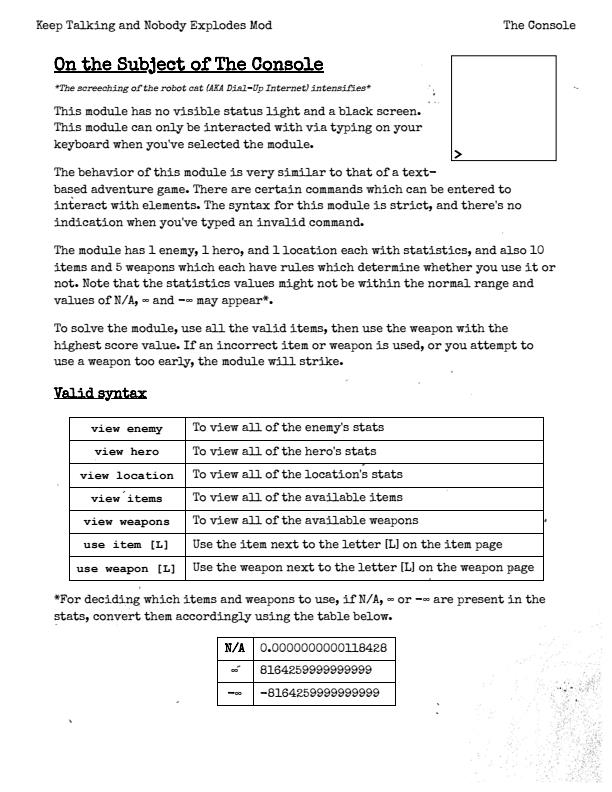 Keep Talking and Nobody Explodes Mod The Console
On the Subject of The Console
*The screeching of the robot cat (AKA Dial-Up Internet) intensifies*
This module has no visible status light and a black screen.
This module can only be interacted with via typing on your
keyboard when you've selected the module.
>
The behavior of this module is very similar to that of a text-
based adventure game. There are certain commands which can be entered to
interact with elements. The syntax for this module is strict, and there's no
indication when you've typed an invalid command.
The module has 1 enemy, 1 hero, and 1 location each with statistics, and also 10
items and 5 weapons which each have rules which determine whether you use it or
not. Note that the statistics values might not be within the normal range and
values of N/A, ∞ and -∞ may appear*.
To solve the module, use all the valid items, then use the weapon with the
highest score value. If an incorrect item or weapon is used, or you attempt to
use a weapon too early, the module will strike.
Valid syntax
view enemy To view all of the enemy's stats
view hero To view all of the hero's stats
view location To view all of the location's stats
view items To view all of the available items
view weapons To view all of the available weapons
use item [L] Use the item next to the letter [L] on the item page
use weapon [L] Use the weapon next to the letter [L] on the weapon page
*For deciding which items and weapons to use, if N/A, ∞ or -∞ are present in the
stats, convert them accordingly using the table below.
N/A 0.0000000000118428
∞ 8164259999999999
-∞ -8164259999999999